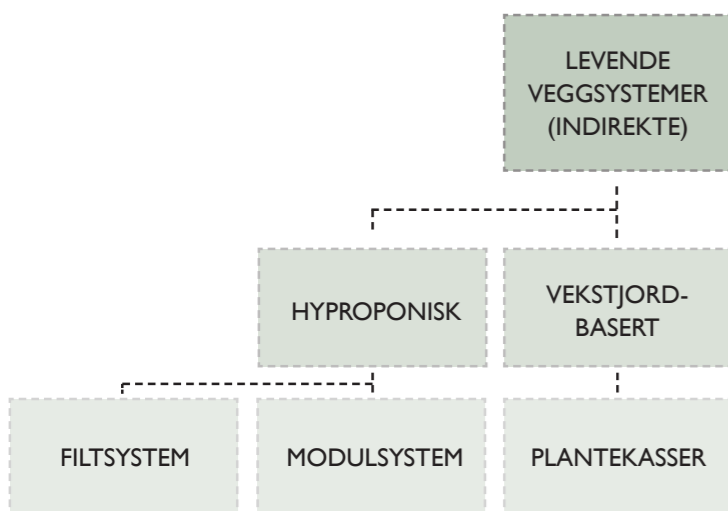 LEVENDE
VEGGSYSTEMER
(INDIREKTE)
HYPROPONISK
VEKSTJORD-
BASERT
FILTSYSTEM
MODULSYSTEM
PLANTEKASSER